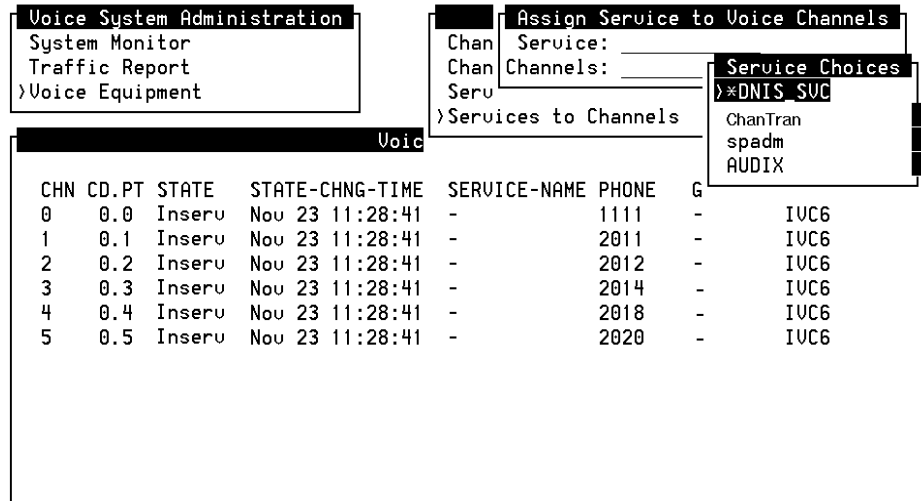 Voice System Administration
System Monitor
Traffic Report
>Voice Equipment
Chan
Chan
Serv
>Services to Channels
Assign Service to Voice Channels
Service:
Channels:
Service Choices
>*DNIS_SVC
ChanTran
spadm
AUDIX
Voic
CHN CD.PT STATE STATE-CHNG-TIME SERVICE-NAME PHONE G
0 0.0 Inserv Nov 23 11:28:41 - 1111 - IVC6
1 0.1 Inserv Nov 23 11:28:41 - 2011 - IVC6
2 0.2 Inserv Nov 23 11:28:41 - 2012 - IVC6
3 0.3 Inserv Nov 23 11:28:41 - 2014 - IVC6
4 0.4 Inserv Nov 23 11:28:41 - 2018 - IVC6
5 0.5 Inserv Nov 23 11:28:41 - 2020 - IVC6